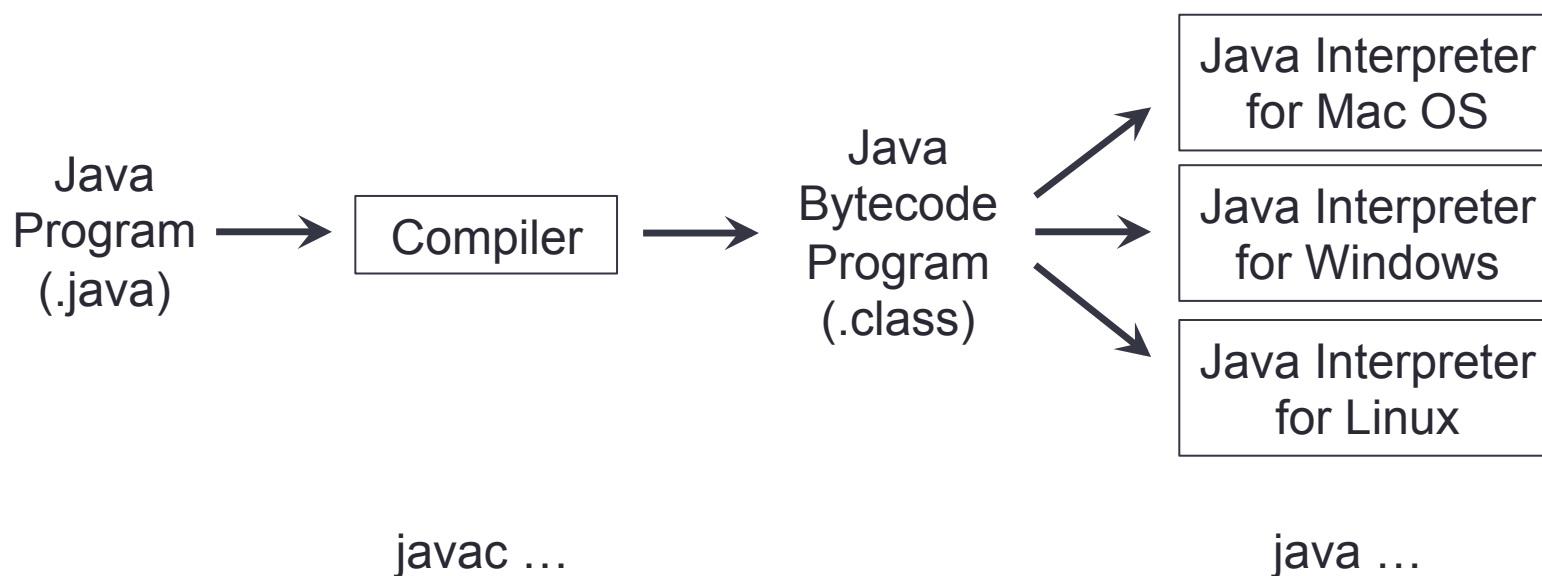 Java
Program
(.java)
Compiler
Java
Bytecode
Program
(.class)
Java Interpreter
for Mac OS
Java Interpreter
for Windows
Java Interpreter
for Linux
javac …
java …